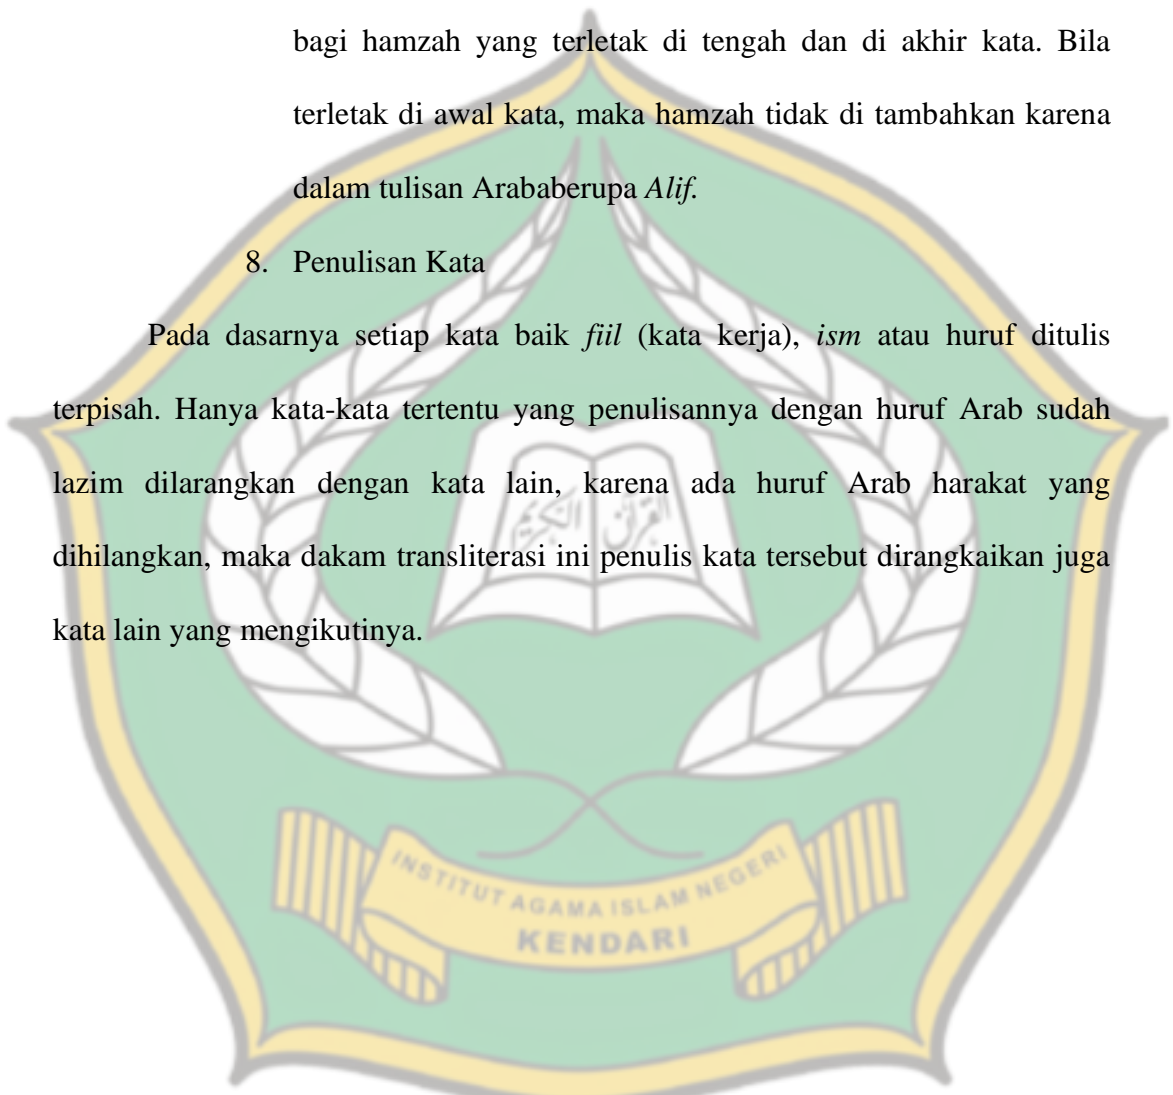 bagi hamzah yang terletak di tengah dan di akhir kata. Bila
terletak di awal kata, maka hamzah tidak di tambahkan karena
dalam tulisan Arababerupa Alif.
8. Penulisan Kata
Pada dasarnya setiap kata baik fiil (kata kerja), ism atau huruf ditulis
terpisah. Hanya kata-kata tertentu yang penulisannya dengan huruf Arab sudah
lazim dilarangkan dengan kata lain, karena ada huruf Arab harakat yang
القرآن الكريم
dihilangkan, maka dakam transliterasi ini penulis kata tersebut dirangkaikan juga
kata lain yang mengikutinya.
INSTITUT AGAMA ISLAM NEGERI
KENDARI